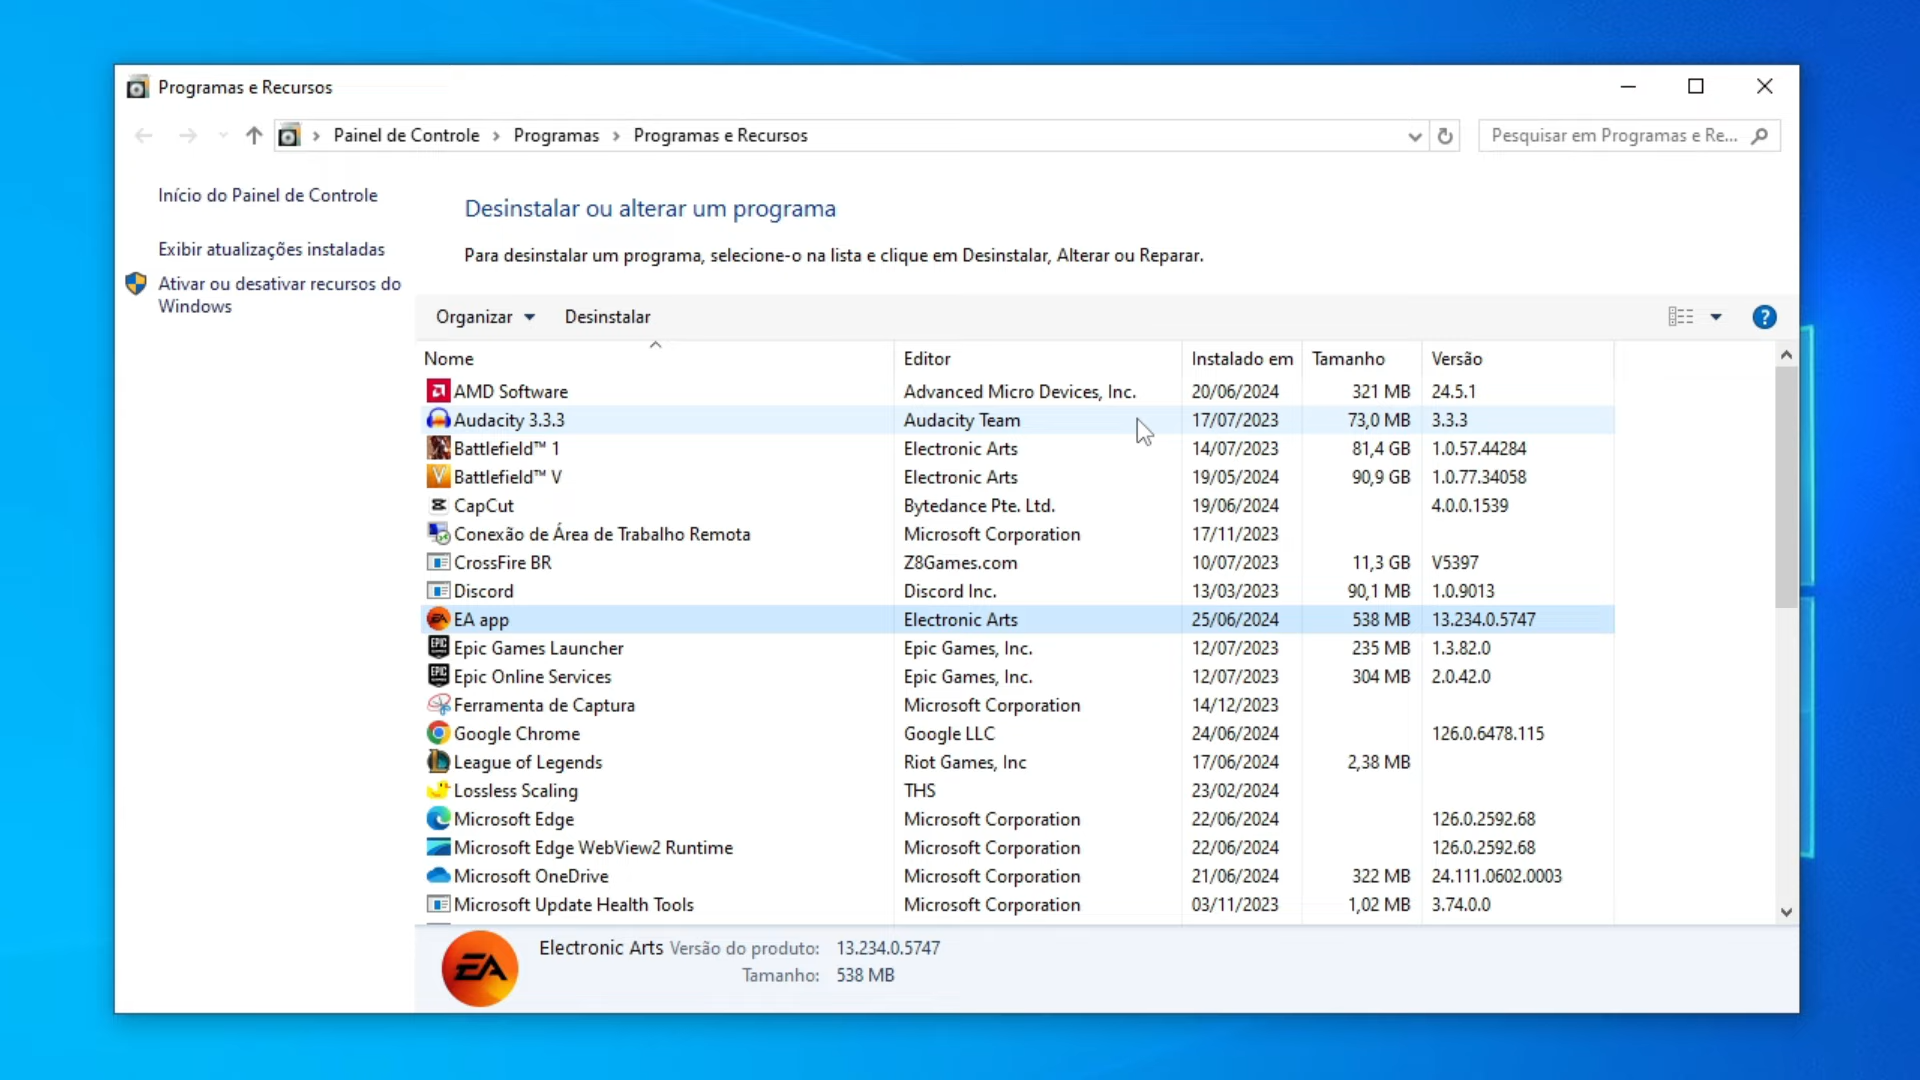 Programas e Recursos
Painel de Controle Programas Programas e Recursos
Pesquisar em Programas e Re...
Início do Painel de Controle
Exibir atualizações instaladas
Ativar ou desativar recursos do
Windows
Desinstalar ou alterar um programa
Para desinstalar um programa, selecione-o na lista e clique em Desinstalar, Alterar ou Reparar.
Organizar Desinstalar ?
Nome Editor Instalado em Tamanho Versão
AMD Software Advanced Micro Devices, Inc. 20/06/2024 321 MB 24.5.1
Audacity 3.3.3 Audacity Team 17/07/2023 73,0 MB 3.3.3
Battlefield™ 1 Electronic Arts 14/07/2023 81,4 GB 1.0.57.44284
V Battlefield™ V Electronic Arts 19/05/2024 90,9 GB 1.0.77.34058
CapCut Bytedance Pte. Ltd. 19/06/2024 4.0.0.1539
Conexão de Área de Trabalho Remota Microsoft Corporation 17/11/2023
CrossFire BR Z8Games.com 10/07/2023 11,3 GB V5397
Discord Discord Inc. 13/03/2023 90,1 MB 1.0.9013
EA EA app Electronic Arts 25/06/2024 538 MB 13.234.0.5747
EPIC Epic Games Launcher Epic Games, Inc. 12/07/2023 235 MB 1.3.82.0
EPIC Epic Online Services Epic Games, Inc. 12/07/2023 304 MB 2.0.42.0
Ferramenta de Captura Microsoft Corporation 14/12/2023
Google Chrome Google LLC 24/06/2024 126.0.6478.115
League of Legends Riot Games, Inc 17/06/2024 2,38 MB
Lossless Scaling THS 23/02/2024
Microsoft Edge Microsoft Corporation 22/06/2024 126.0.2592.68
Microsoft Edge WebView2 Runtime Microsoft Corporation 22/06/2024 126.0.2592.68
Microsoft OneDrive Microsoft Corporation 21/06/2024 322 MB 24.111.0602.0003
Microsoft Update Health Tools Microsoft Corporation 03/11/2023 1,02 MB 3.74.0.0
EA
Electronic Arts Versão do produto: 13.234.0.5747
Tamanho: 538 MB